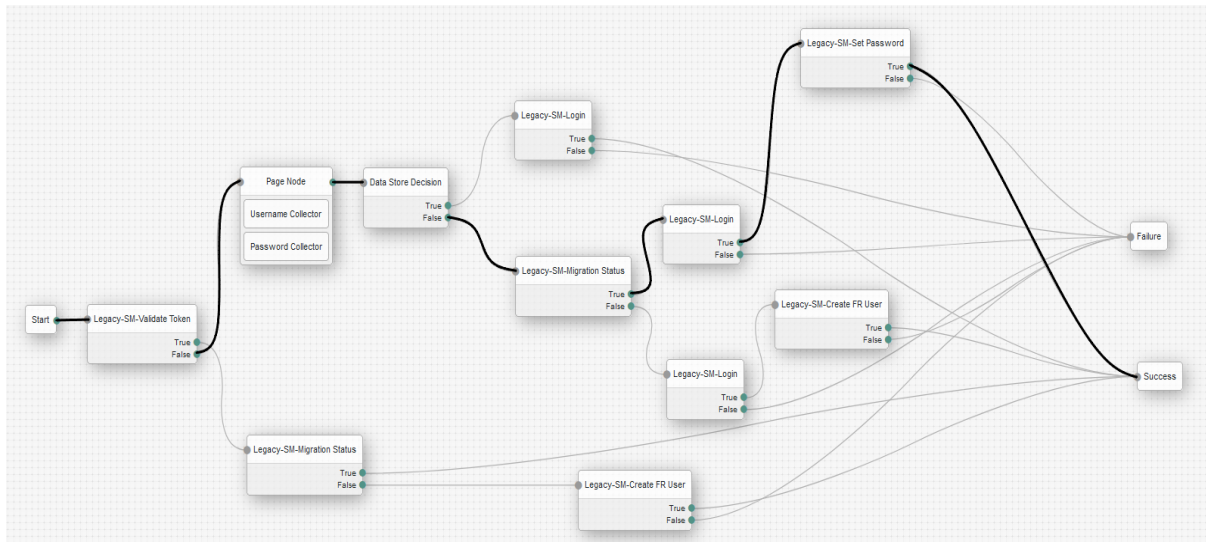 Legacy-SM-Set Password
True
False
Legacy-SM-Login
True
False
Page Node
Username Collector
Password Collector
Data Store Decision
True
False
Legacy-SM-Login
True
False
Failure
Legacy-SM-Migration Status
True
False
Start
Legacy-SM-Validate Token
True
False
Legacy-SM-Create FR User
True
False
Legacy-SM-Login
True
False
Success
Legacy-SM-Migration Status
True
False
Legacy-SM-Create FR User
True
False